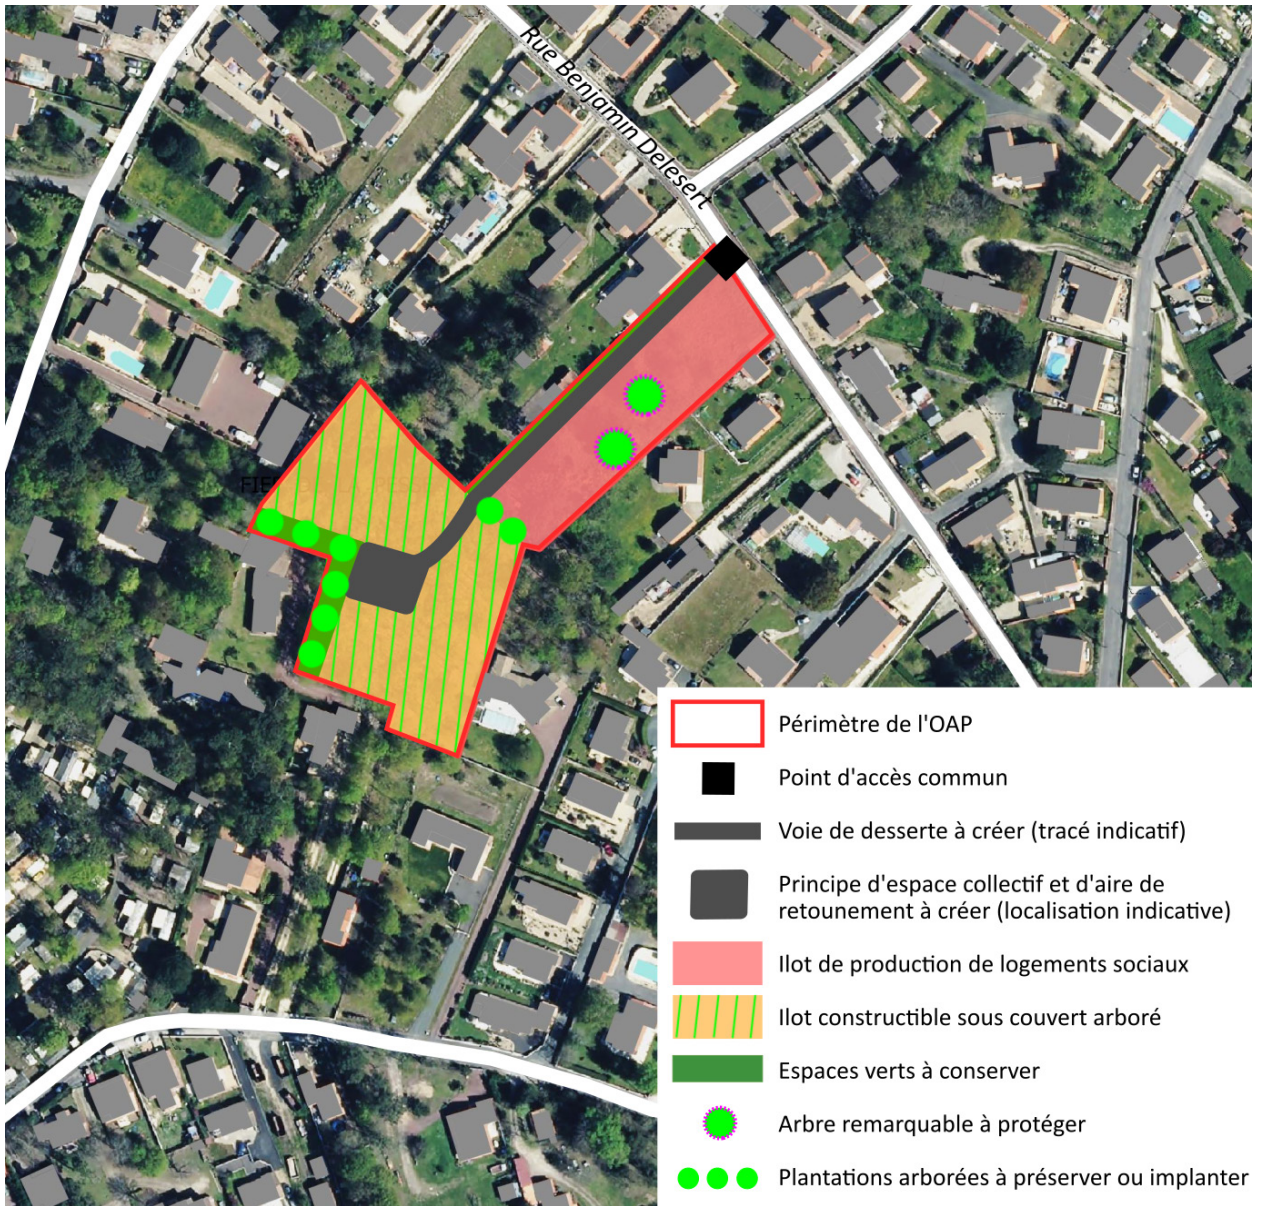 Rue Benjamin Delesert
Périmètre de l'OAP
Point d'accès commun
Voie de desserte à créer (tracé indicatif)
Principe d'espace collectif et d'aire de
retounement à créer (localisation indicative)
Ilot de production de logements sociaux
Ilot constructible sous couvert arboré
Espaces verts à conserver
Arbre remarquable à protéger
Plantations arborées à préserver ou implanter